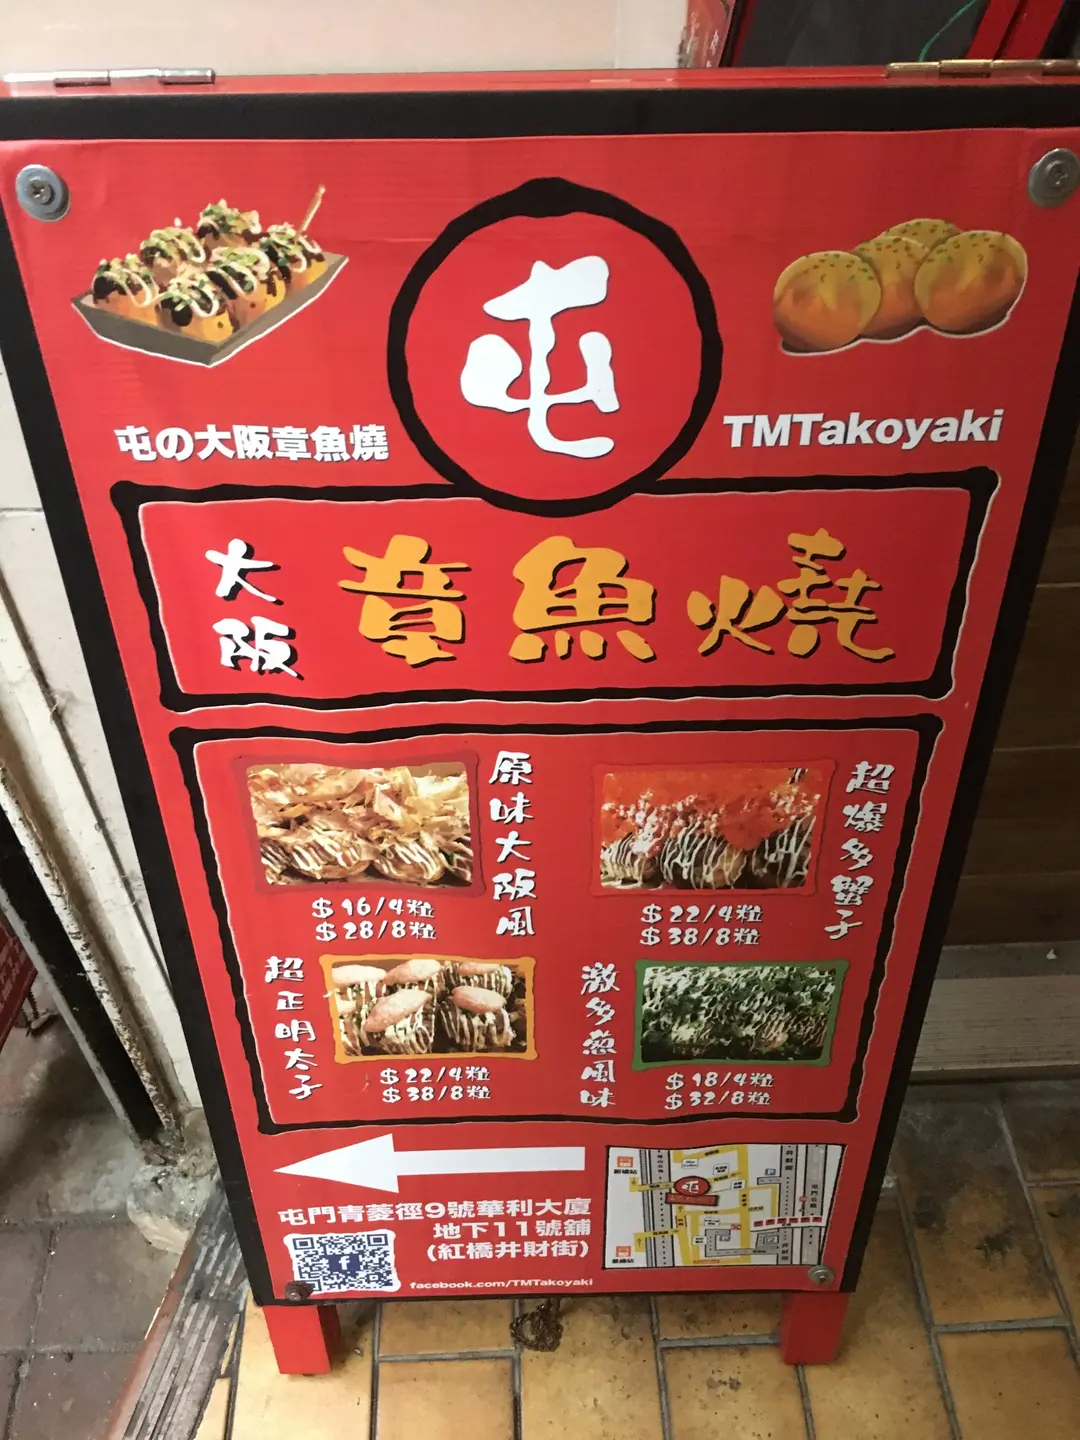 屯
屯の大阪章魚燒
TMTakoyaki
大阪
章魚燒
原味大阪風
$16/4粒
$28/8粒
超爆多蟹子
$22/4粒
$38/8粒
超正明太子
$22/4粒
$38/8粒
激多蔥風味
$18/4粒
$32/8粒
屯門青菱徑9號華利大廈
地下11號舖
(紅橋井財街)
facebook.com/TMTakoyaki
屯